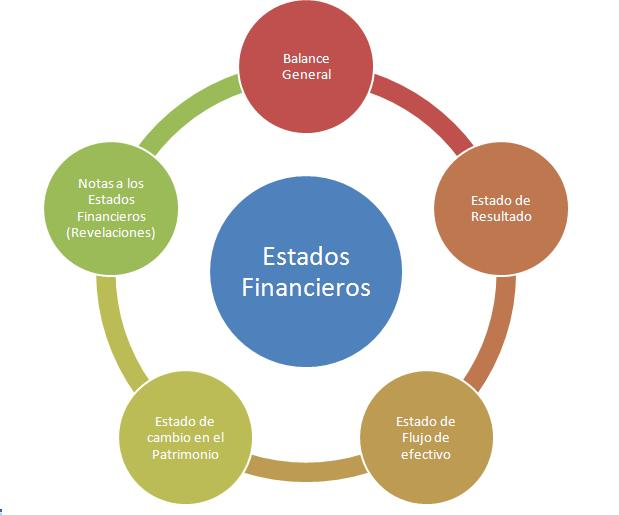 Balance
General
Estado de
Resultado
Estado de
Flujo de
efectivo
Estado de
cambio en el
Patrimonio
Notas a los
Estados
Financieros
(Revelaciones)
Estados
Financieros